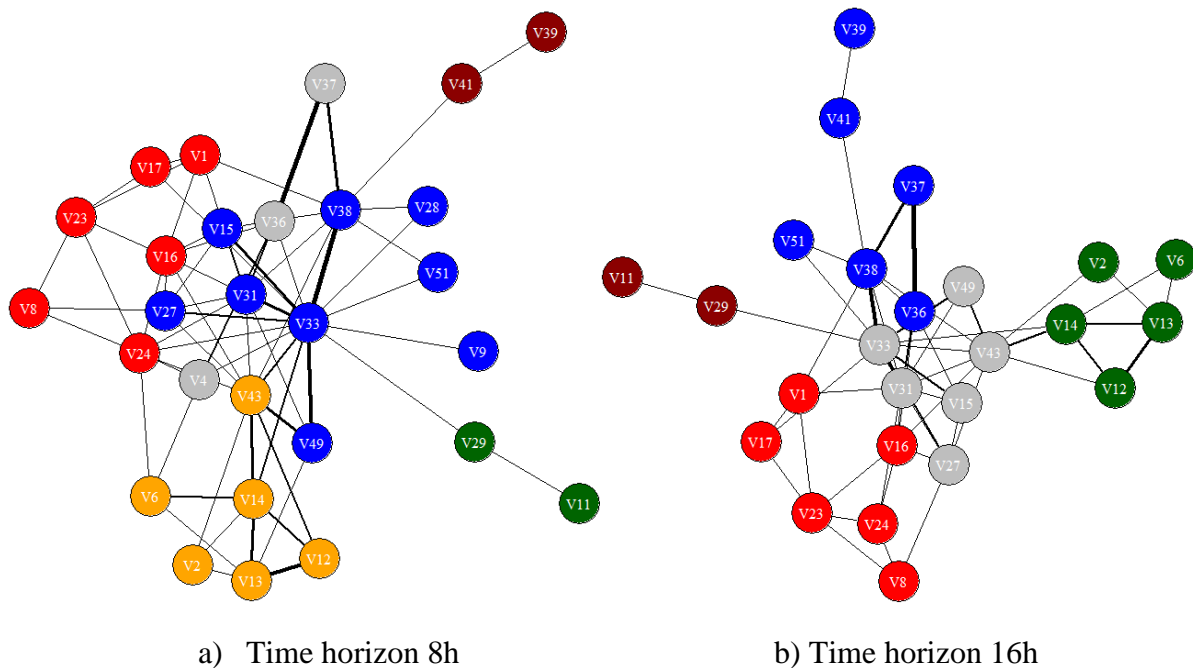 V39
V41
V37
V1
V17
V23
V36
V38
V28
V15
V16
V51
V31
V27
V8
V33
V24
V9
V4
V43
V49
V29
V6
V14
V11
V2
V12
V13
V39
V41
V37
V51
V38
V2
V6
V11
V49
V29
V36
V14
V13
V33
V43
V31
V12
V1
V15
V17
V16
V27
V23
V24
V8
a) Time horizon 8h
b) Time horizon 16h